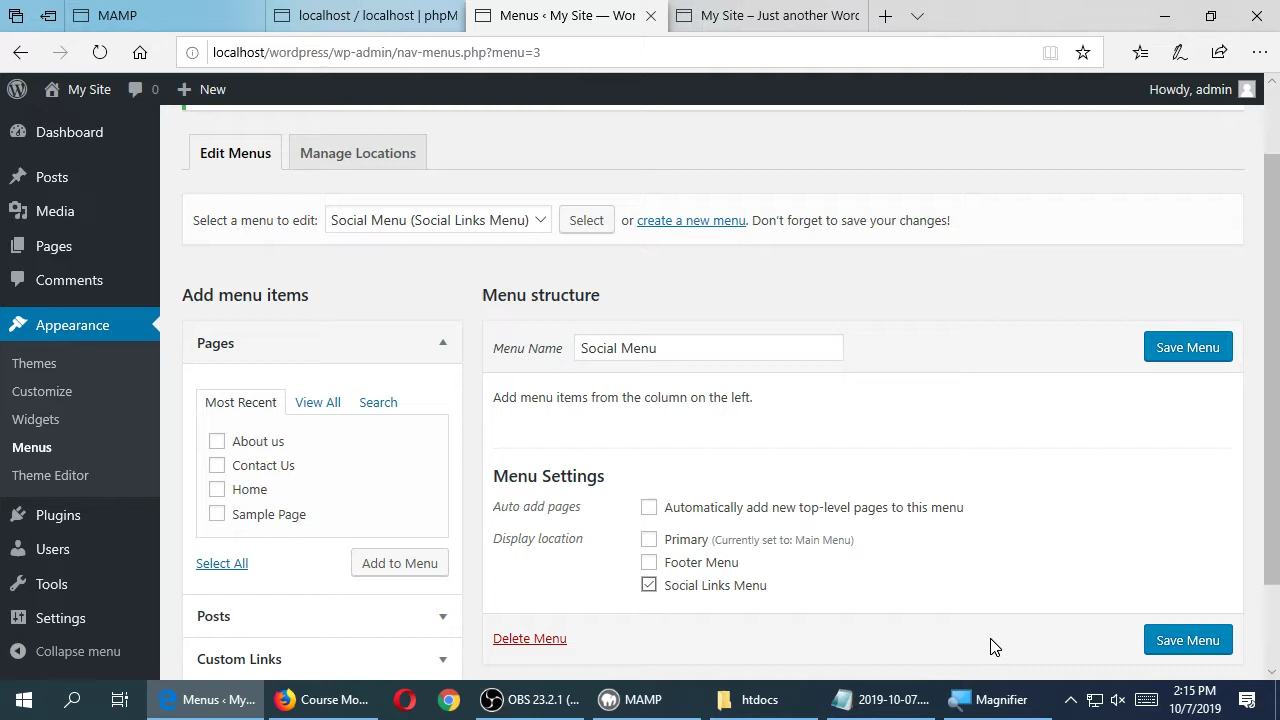 MAMP
localhost / localhost | phpM
Menus ‹ My Site — Wor
My Site – Just another Word
localhost/wordpress/wp-admin/nav-menus.php?menu=3
My Site
0
New
Howdy, admin
Dashboard
Posts
Media
Pages
Comments
Appearance
Themes
Customize
Widgets
Menus
Theme Editor
Plugins
Users
Tools
Settings
Collapse menu
Edit Menus
Manage Locations
Select a menu to edit: Social Menu (Social Links Menu) Select or create a new menu. Don’t forget to save your changes!
Add menu items
Pages
Most Recent View All Search
About us
Contact Us
Home
Sample Page
Select All
Add to Menu
Posts
Custom Links
Menu structure
Menu Name Social Menu Save Menu
Add menu items from the column on the left.
Menu Settings
Auto add pages Automatically add new top-level pages to this menu
Display location Primary (Currently set to: Main Menu)
Footer Menu
Social Links Menu
Delete Menu Save Menu
Menus ‹ My...
Course Mo...
OBS 23.2.1 (...
MAMP
htdocs
2019-10-07....
Magnifier
2:15 PM
10/7/2019